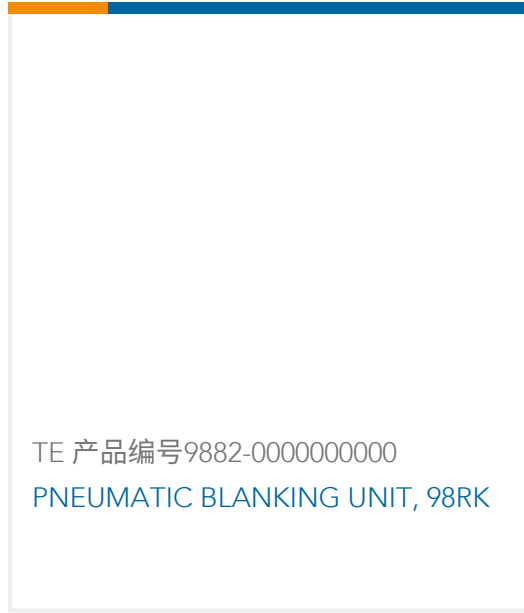 TE 产品编号9882-0000000000
PNEUMATIC BLANKING UNIT, 98RK